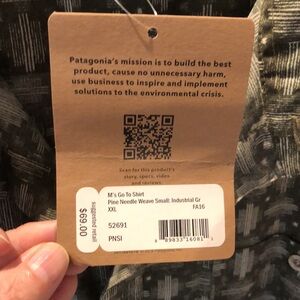 Patagonia's mission is to build the best
product, cause no unnecessary harm,
use business to inspire and implement
solutions to the environmental crisis.
Scan for this product's
story, specs, video
and reviews
M's Go To Shirt
Pine Needle Weave Small: Industrial Gr
XXL
FA16
52691
PNSI
suggested retail
$69.00